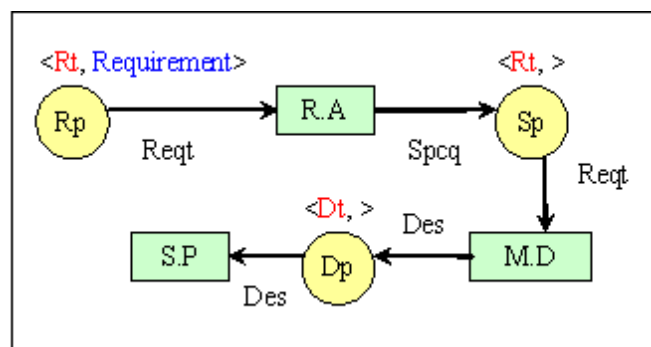 <Rt, Requirement>
<Rt, >
Rp
R.A
Sp
Reqt
Spcq
Reqt
<Dt, >
Des
S.P
Dp
M.D
Des